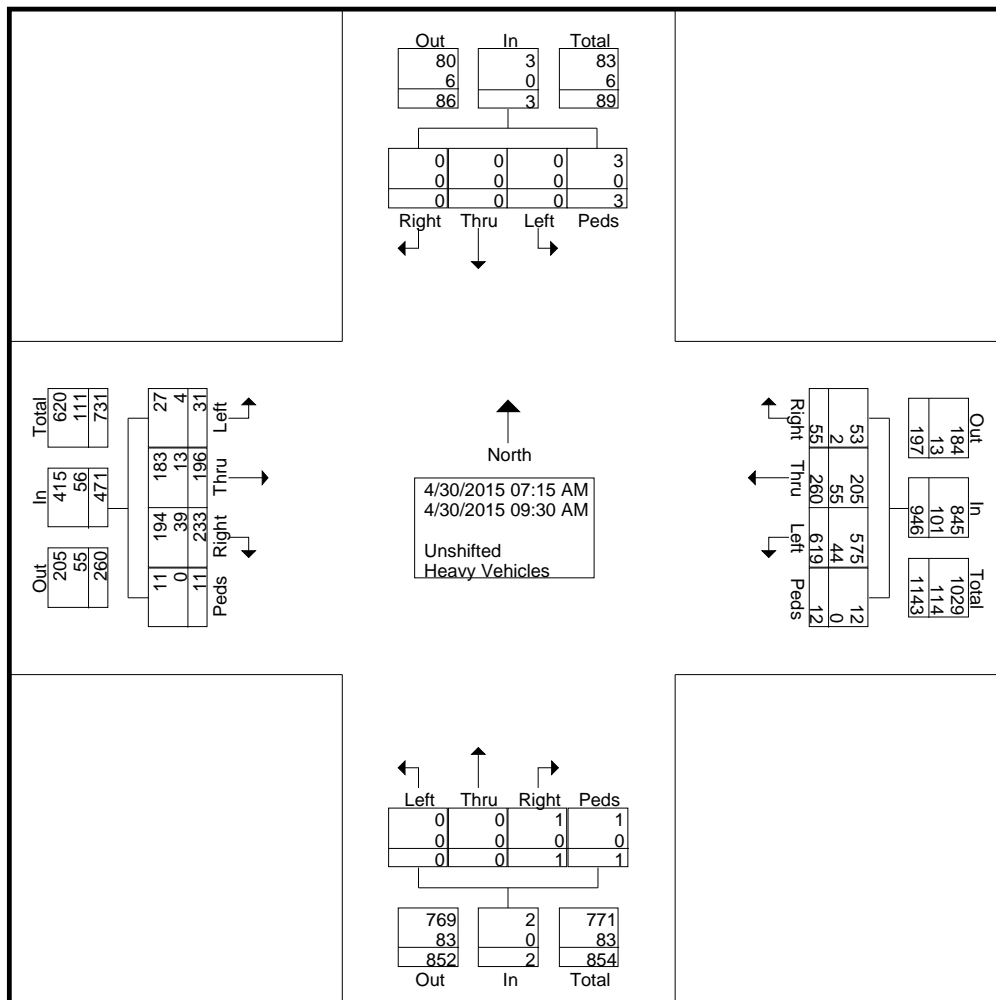 Out In Total
80 3 83
6 0 6
86 3 89
0 0 0 3
0 0 0 0
0 0 0 3
Right Thru Left Peds
Total
620
111
731
In
415
56
471
Out
205
55
260
27
4
31
Left
183
13
196
Thru
194
39
233
Right
11
0
11
Peds
North
4/30/2015 07:15 AM
4/30/2015 09:30 AM
Unshifted
Heavy Vehicles
Right
53
2
55
Thru
205
55
260
Left
575
44
619
Peds
12
0
12
Out
184
13
197
In
845
101
946
Total
1029
114
1143
Left Thru Right Peds
0 0 1 1
0 0 0 0
0 0 1 1
769 2 771
83 0 83
852 2 854
Out In Total